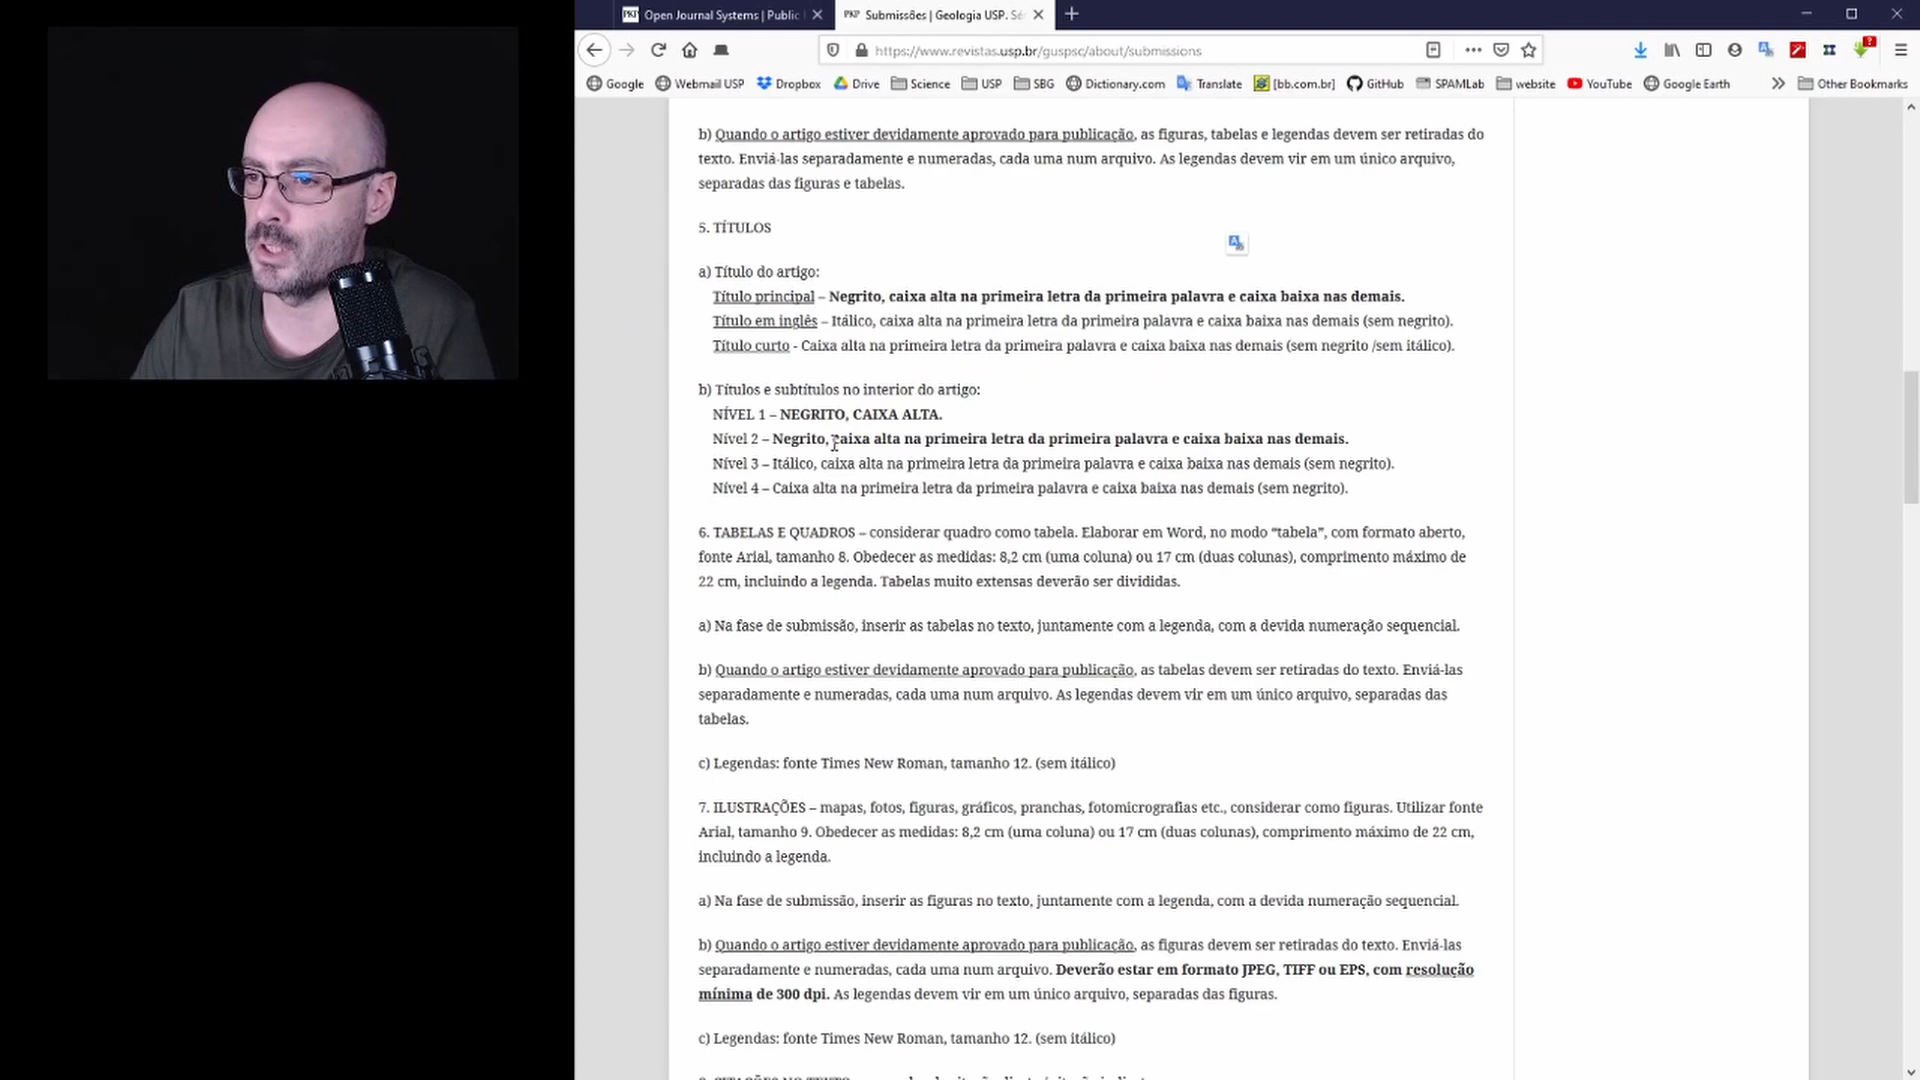 Open Journal Systems | Public
Submissões | Geologia USP. Sé
https://www.revistas.usp.br/guspsc/about/submissions
Google Webmail USP Dropbox Drive Science USP SBG Dictionary.com Translate [bb.com.br] GitHub SPAMLab website YouTube Google Earth Other Bookmarks
b) Quando o artigo estiver devidamente aprovado para publicação, as figuras, tabelas e legendas devem ser retiradas do
texto. Enviá-las separadamente e numeradas, cada uma num arquivo. As legendas devem vir em um único arquivo,
separadas das figuras e tabelas.
5. TÍTULOS
a) Título do artigo:
Título principal – Negrito, caixa alta na primeira letra da primeira palavra e caixa baixa nas demais.
Título em inglês – Itálico, caixa alta na primeira letra da primeira palavra e caixa baixa nas demais (sem negrito).
Título curto - Caixa alta na primeira letra da primeira palavra e caixa baixa nas demais (sem negrito /sem itálico).
b) Títulos e subtítulos no interior do artigo:
NÍVEL 1 – NEGRITO, CAIXA ALTA.
Nível 2 – Negrito, caixa alta na primeira letra da primeira palavra e caixa baixa nas demais.
Nível 3 – Itálico, caixa alta na primeira letra da primeira palavra e caixa baixa nas demais (sem negrito).
Nível 4 – Caixa alta na primeira letra da primeira palavra e caixa baixa nas demais (sem negrito).
6. TABELAS E QUADROS – considerar quadro como tabela. Elaborar em Word, no modo “tabela”, com formato aberto,
fonte Arial, tamanho 8. Obedecer as medidas: 8,2 cm (uma coluna) ou 17 cm (duas colunas), comprimento máximo de
22 cm, incluindo a legenda. Tabelas muito extensas deverão ser divididas.
a) Na fase de submissão, inserir as tabelas no texto, juntamente com a legenda, com a devida numeração sequencial.
b) Quando o artigo estiver devidamente aprovado para publicação, as tabelas devem ser retiradas do texto. Enviá-las
separadamente e numeradas, cada uma num arquivo. As legendas devem vir em um único arquivo, separadas das
tabelas.
c) Legendas: fonte Times New Roman, tamanho 12. (sem itálico)
7. ILUSTRAÇÕES – mapas, fotos, figuras, gráficos, pranchas, fotomicrografias etc., considerar como figuras. Utilizar fonte
Arial, tamanho 9. Obedecer as medidas: 8,2 cm (uma coluna) ou 17 cm (duas colunas), comprimento máximo de 22 cm,
incluindo a legenda.
a) Na fase de submissão, inserir as figuras no texto, juntamente com a legenda, com a devida numeração sequencial.
b) Quando o artigo estiver devidamente aprovado para publicação, as figuras devem ser retiradas do texto. Enviá-las
separadamente e numeradas, cada uma num arquivo. Deverão estar em formato JPEG, TIFF ou EPS, com resolução
mínima de 300 dpi. As legendas devem vir em um único arquivo, separadas das figuras.
c) Legendas: fonte Times New Roman, tamanho 12. (sem itálico)